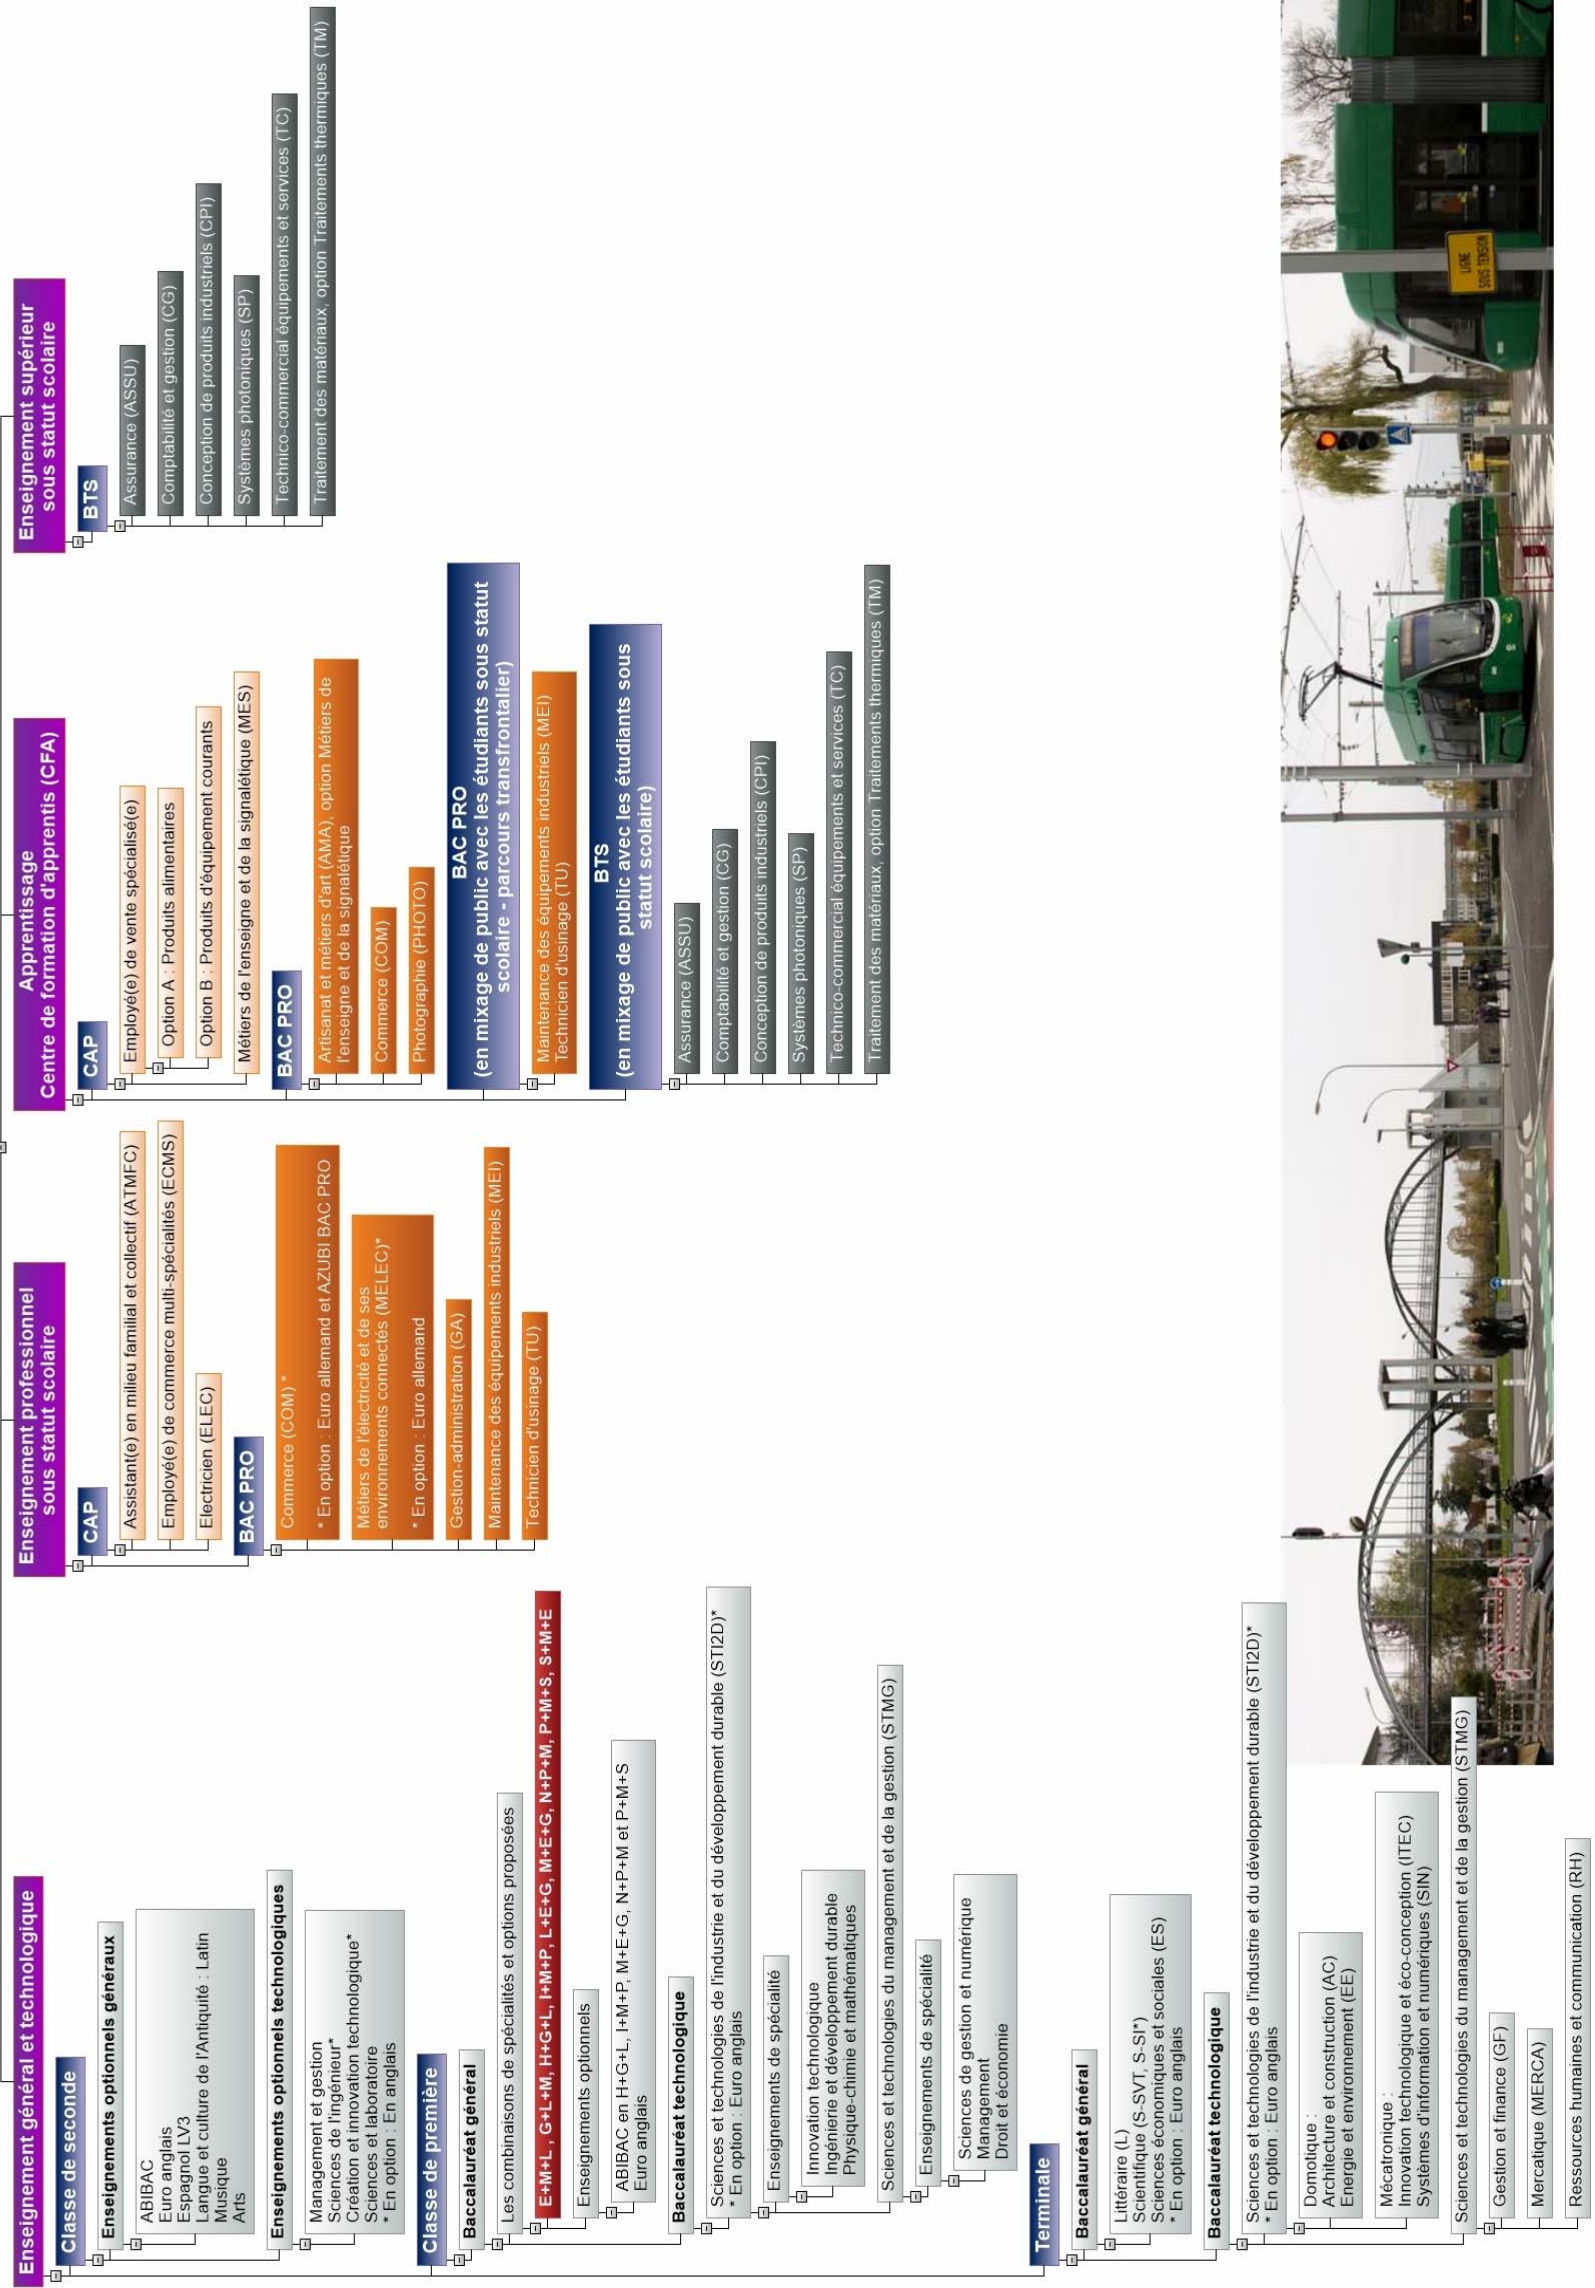 Enseignement général et technologique
Classe de seconde
Enseignements optionnels généraux
ABIBAC
Euro anglais
Espagnol LV3
Langue et culture de l'Antiquité : Latin
Musique
Arts
Enseignements optionnels technologiques
Management et gestion
Sciences de l'ingénieur*
Création et innovation technologique*
Sciences et laboratoire
* En option : En anglais
Classe de première
Baccalauréat général
Les combinaisons de spécialités et options proposées
E+M+L , G+L+M, H+G+L, I+M+P, L+E+G, M+E+G, N+P+M, P+M+S, S+M+E
Enseignements optionnels
ABIBAC en H+G+L, I+M+P, M+E+G, N+P+M et P+M+S
Euro anglais
Baccalauréat technologique
Sciences et technologies de l'industrie et du développement durable (STI2D)*
* En option : Euro anglais
Enseignements de spécialité
Innovation technologique
Ingénierie et développement durable
Physique-chimie et mathématiques
Sciences et technologies du management et de la gestion (STMG)
Enseignements de spécialité
Sciences de gestion et numérique
Management
Droit et économie
Terminale
Baccalauréat général
Littéraire (L)
Scientifique (S-SVT, S-SI*)
Sciences économiques et sociales (ES)
* En option : Euro anglais
Baccalauréat technologique
Sciences et technologies de l'industrie et du développement durable (STI2D)*
* En option : Euro anglais
Domotique :
Architecture et construction (AC)
Energie et environnement (EE)
Mécatronique :
Innovation technologique et éco-conception (ITEC)
Systèmes d'information et numériques (SIN)
Sciences et technologies du management et de la gestion (STMG)
Gestion et finance (GF)
Mercatique (MERCA)
Ressources humaines et communication (RH)
Enseignement professionnel
sous statut scolaire
CAP
Assistant(e) en milieu familial et collectif (ATMFC)
Employé(e) de commerce multi-spécialités (ECMS)
Electricien (ELEC)
BAC PRO
Commerce (COM) *
* En option : Euro allemand et AZUBI BAC PRO
Métiers de l'électricité et de ses
environnements connectés (MELEC)*
* En option : Euro allemand
Gestion-administration (GA)
Maintenance des équipements industriels (MEI)
Technicien d'usinage (TU)
Apprentissage
Centre de formation d'apprentis (CFA)
CAP
Employé(e) de vente spécialisé(e)
Option A : Produits alimentaires
Option B : Produits d'équipement courants
Métiers de l'enseigne et de la signalétique (MES)
BAC PRO
Artisanat et métiers d'art (AMA), option Métiers de
l'enseigne et de la signalétique
Commerce (COM)
Photographie (PHOTO)
BAC PRO
(en mixage de public avec les étudiants sous statut
scolaire - parcours transfrontalier)
Maintenance des équipements industriels (MEI)
Technicien d'usinage (TU)
BTS
(en mixage de public avec les étudiants sous
statut scolaire)
Assurance (ASSU)
Comptabilité et gestion (CG)
Conception de produits industriels (CPI)
Systèmes photoniques (SP)
Technico-commercial équipements et services (TC)
Traitement des matériaux, option Traitements thermiques (TM)
Enseignement supérieur
sous statut scolaire
BTS
Assurance (ASSU)
Comptabilité et gestion (CG)
Conception de produits industriels (CPI)
Systèmes photoniques (SP)
Technico-commercial équipements et services (TC)
Traitement des matériaux, option Traitements thermiques (TM)
LIGNE
SOUS TENSION